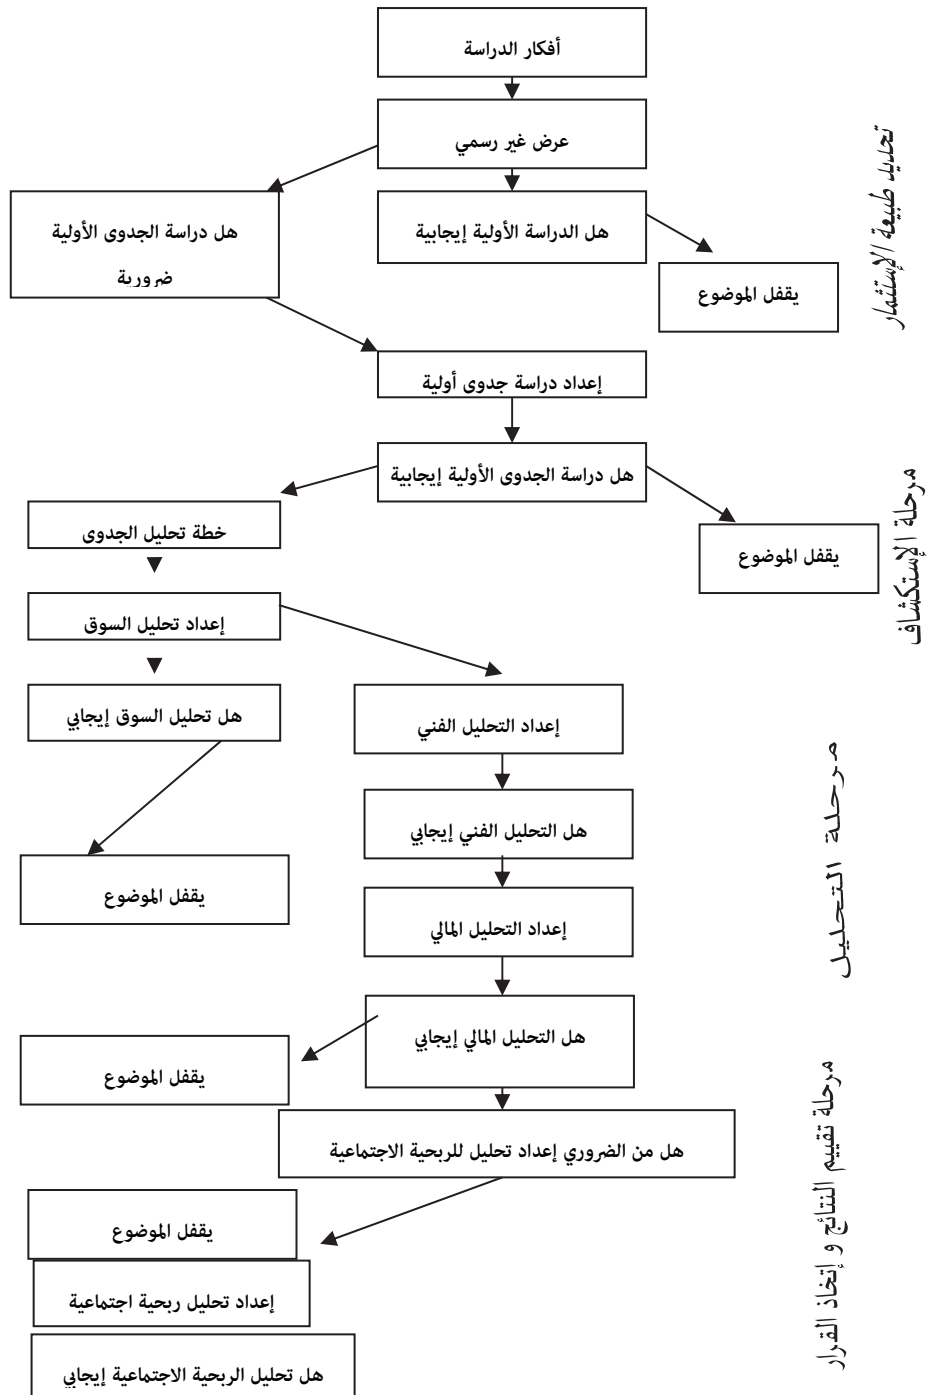 أفكار الدراسة
عرض غير رسمي
هل دراسة الجدوى الأولية
ضرورية
هل الدراسة الأولية إيجابية
يقفل الموضوع
تحديد طبيعة الإستثمار
إعداد دراسة جدوى أولية
هل دراسة الجدوى الأولية إيجابية
خطة تحليل الجدوى
يقفل الموضوع
مرحلة الإستكشاف
إعداد تحليل السوق
هل تحليل السوق إيجابي
إعداد التحليل الفني
هل التحليل الفني إيجابي
يقفل الموضوع
إعداد التحليل المالي
مرحلة التحليل
هل التحليل المالي إيجابي
يقفل الموضوع
هل من الضروري إعداد تحليل للربحية الاجتماعية
يقفل الموضوع
إعداد تحليل ربحية اجتماعية
هل تحليل الربحية الاجتماعية إيجابي
مرحلة تقييم النتائج و إتخاذ القرار